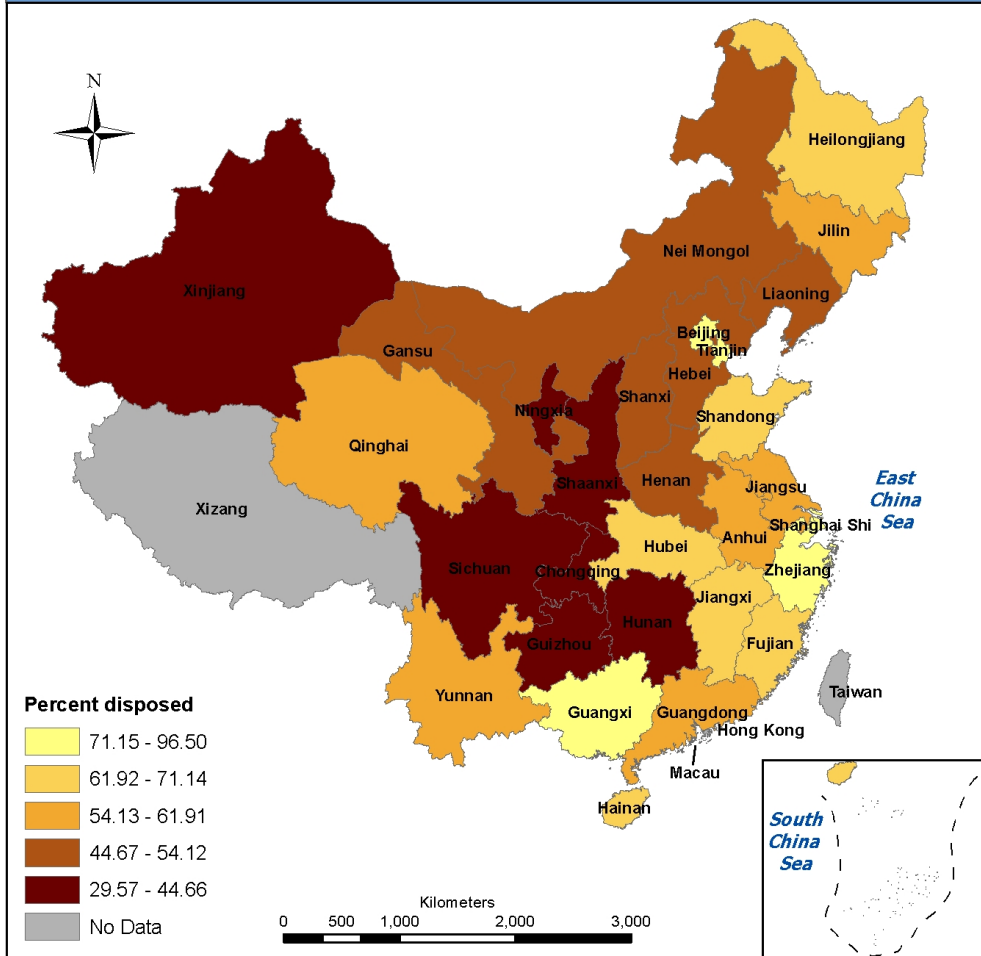 N
Heilongjiang
Jilin
Nei Mongol
Liaoning
Xinjiang
Beijing
Tianjin
Gansu
Hebei
Shanxi
Ningxia
Shandong
Qinghai
Shaanxi
Henan
Jiangsu
East
China
Sea
Xizang
Shanghai Shi
Anhui
Hubei
Zhejiang
Sichuan
Chongqing
Jiangxi
Hunan
Guizhou
Fujian
Yunnan
Taiwan
Guangxi
Guangdong
Hong Kong
Macau
Hainan
Percent disposed
71.15 - 96.50
61.92 - 71.14
54.13 - 61.91
44.67 - 54.12
29.57 - 44.66
No Data
Kilometers
0 500 1,000 2,000 3,000
South
China
Sea